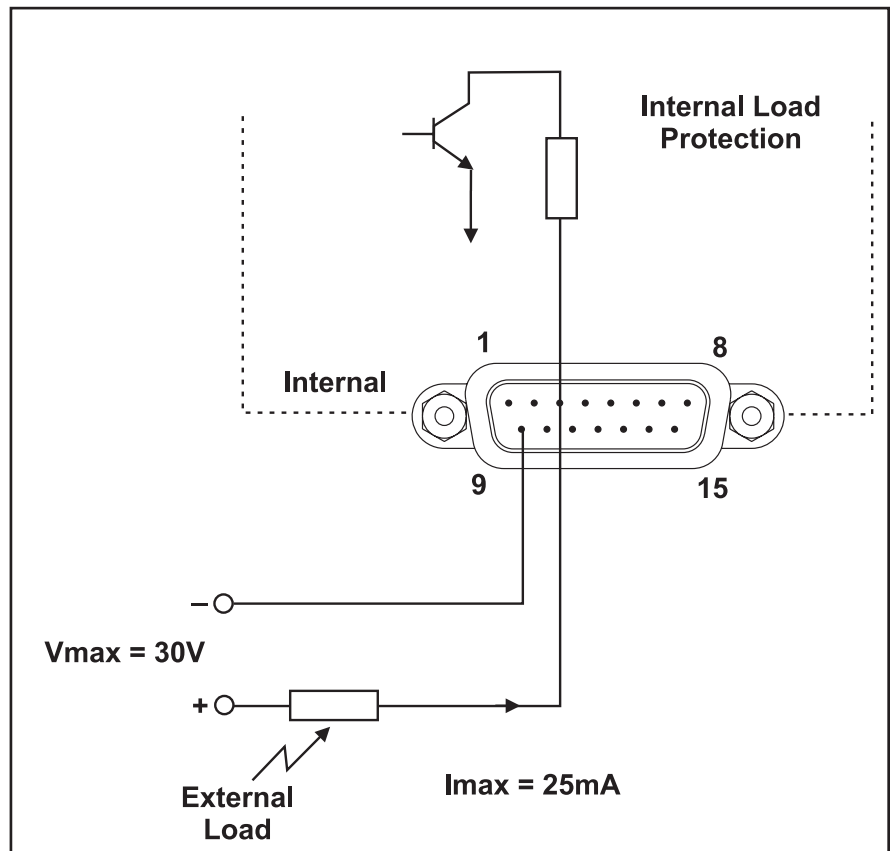 Internal Load
Protection
1
8
Internal
9
15
–
Vmax = 30V
+
External
Load
Imax = 25mA